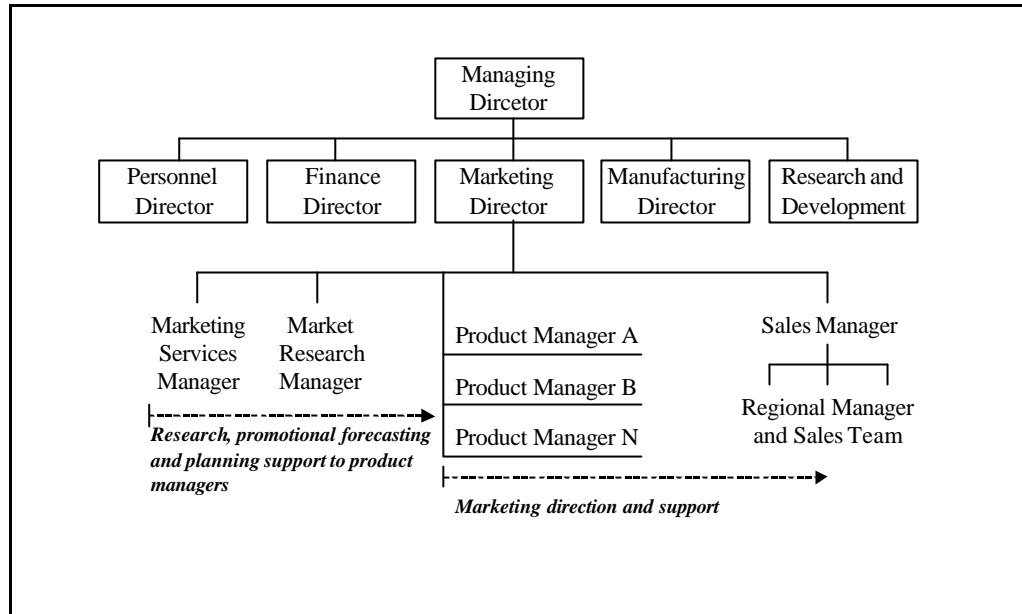 Managing
Dircetor
Personnel
Director
Finance
Director
Marketing
Director
Manufacturing
Director
Research and
Development
Marketing
Services
Manager
Market
Research
Manager
Product Manager A
Product Manager B
Product Manager N
Sales Manager
Regional Manager
and Sales Team
Research, promotional forecasting
and planning support to product
managers
Marketing direction and support